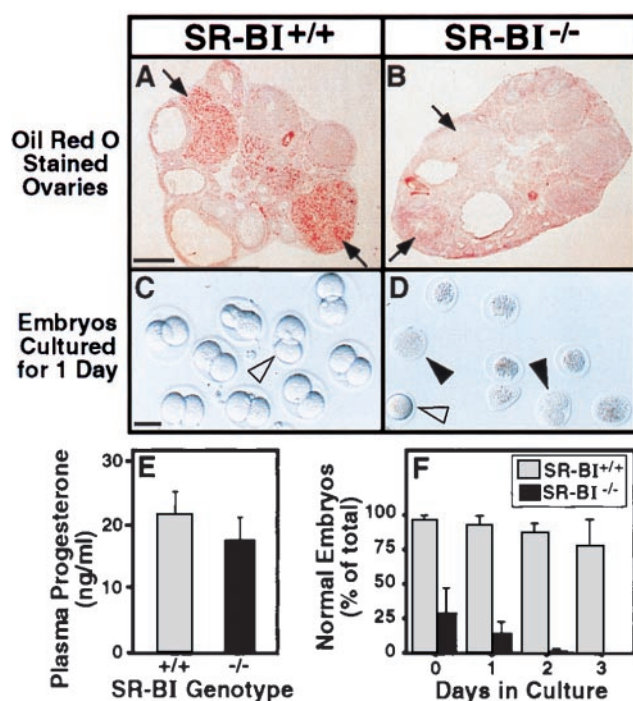 SR-BI+/+ SR-BI-/-
A B
Oil Red O
Stained
Ovaries
C D
Embryos
Cultured
for 1 Day
E
Plasma Progesterone
(ng/ml)
30
20
10
0
+/+ -/-
SR-BI Genotype
F
SR-BI+/+
SR-BI-/-
Normal Embryos
(% of total)
100
75
50
25
0
0 1 2 3
Days in Culture